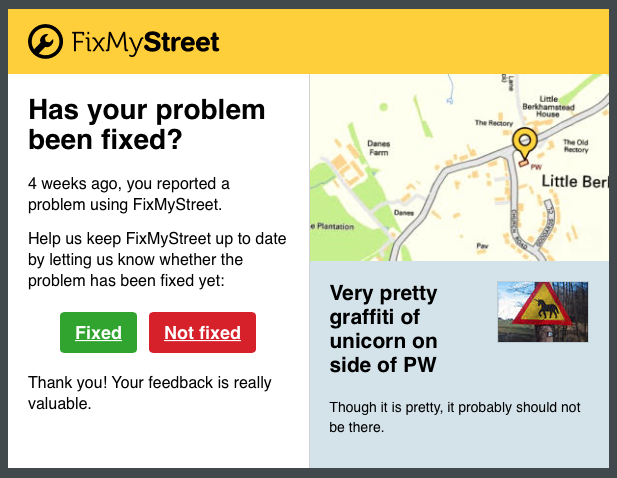 FixMyStreet
Has your problem
been fixed?
4 weeks ago, you reported a
problem using FixMyStreet.
Help us keep FixMyStreet up to date
by letting us know whether the
problem has been fixed yet:
Fixed
Not fixed
Thank you! Your feedback is really
valuable.
Lane
Little
Berkhamstead
House
The Rectory
The Old
Rectory
Danes
Farm
PW
Little Berl
Danes
e Plantation
CHURCH ROAD
Pav
Very pretty
graffiti of
unicorn on
side of PW
Though it is pretty, it probably should not
be there.